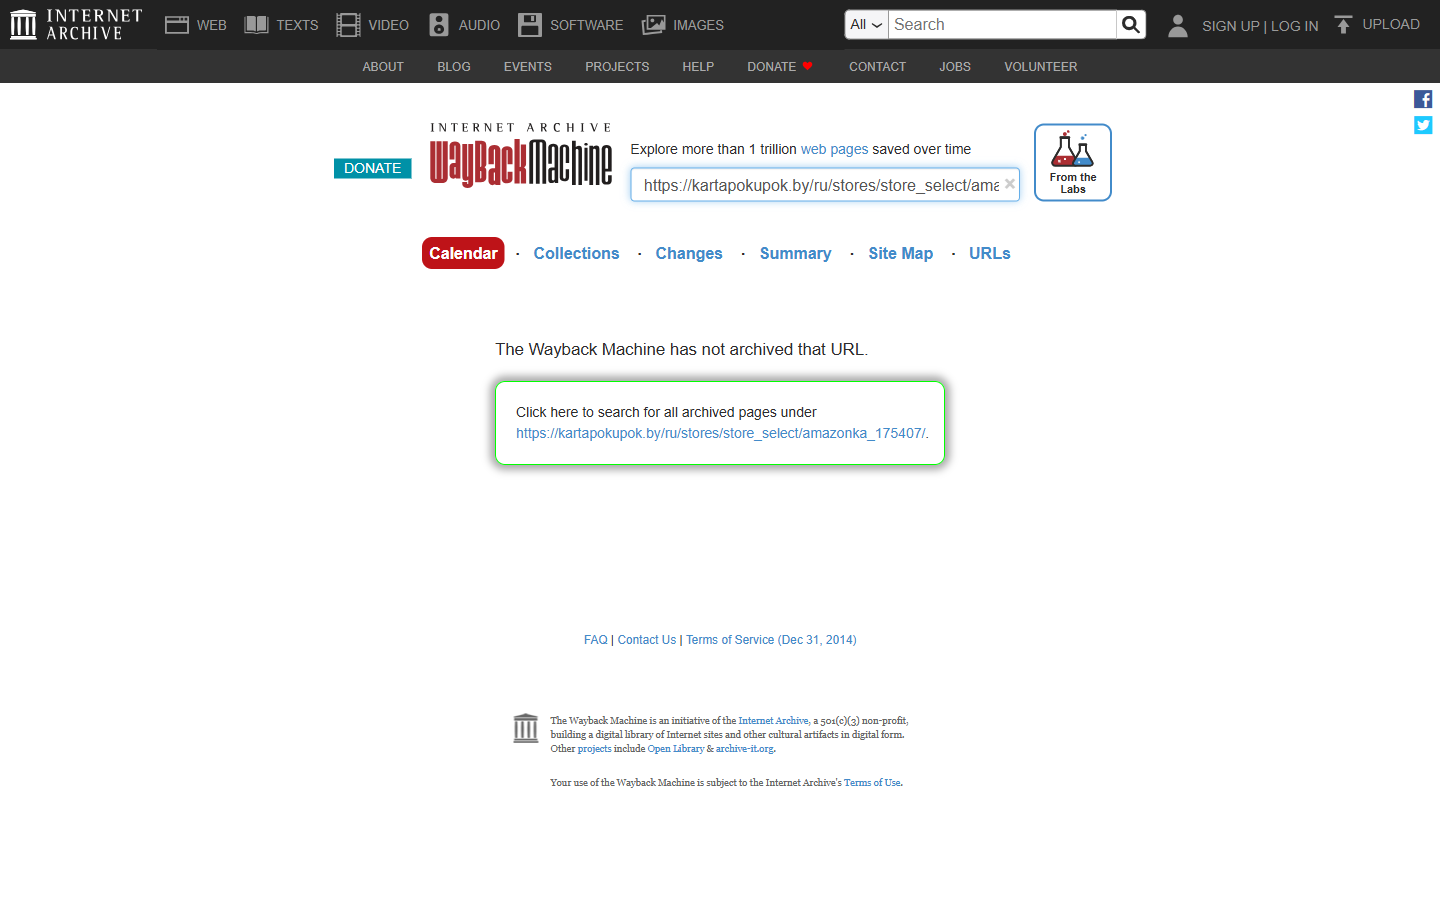 INTERNET ARCHIVE
WEB TEXTS VIDEO AUDIO SOFTWARE IMAGES All Search SIGN UP | LOG IN UPLOAD
ABOUT BLOG EVENTS PROJECTS HELP DONATE CONTACT JOBS VOLUNTEER
DONATE
INTERNET ARCHIVE
WayBackMachine
Explore more than 1 trillion web pages saved over time
https://kartapokupok.by/ru/stores/store_select/ama
×
From the
Labs
Calendar · Collections · Changes · Summary · Site Map · URLs
The Wayback Machine has not archived that URL.
Click here to search for all archived pages under
https://kartapokupok.by/ru/stores/store_select/amazonka_175407/.
FAQ | Contact Us | Terms of Service (Dec 31, 2014)
The Wayback Machine is an initiative of the Internet Archive, a 501(c)(3) non-profit,
building a digital library of Internet sites and other cultural artifacts in digital form.
Other projects include Open Library & archive-it.org.
Your use of the Wayback Machine is subject to the Internet Archive's Terms of Use.